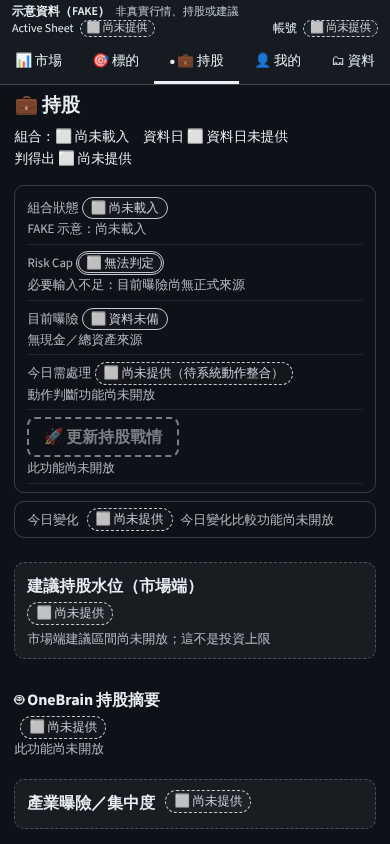 示意資料（FAKE） 非真實行情、持股或建議
Active Sheet ⬜ 尚未提供 帳號 ⬜ 尚未提供
📊 市場 🎯 標的 ●💼 持股 👤 我的 🗂 資料
💼 持股
組合：⬜ 尚未載入 資料日 ⬜ 資料日未提供
判得出 ⬜ 尚未提供
組合狀態 ⬜ 尚未載入
FAKE 示意：尚未載入
Risk Cap ⬜ 無法判定
必要輸入不足：目前曝險尚無正式來源
目前曝險 ⬜ 資料未備
無現金／總資產來源
今日需處理 ⬜ 尚未提供（待系統動作整合）
動作判斷功能尚未開放
🚀 更新持股戰情
此功能尚未開放
今日變化 ⬜ 尚未提供 今日變化比較功能尚未開放
建議持股水位（市場端）
⬜ 尚未提供
市場端建議區間尚未開放；這不是投資上限
OneBrain 持股摘要
⬜ 尚未提供
此功能尚未開放
產業曝險／集中度 ⬜ 尚未提供